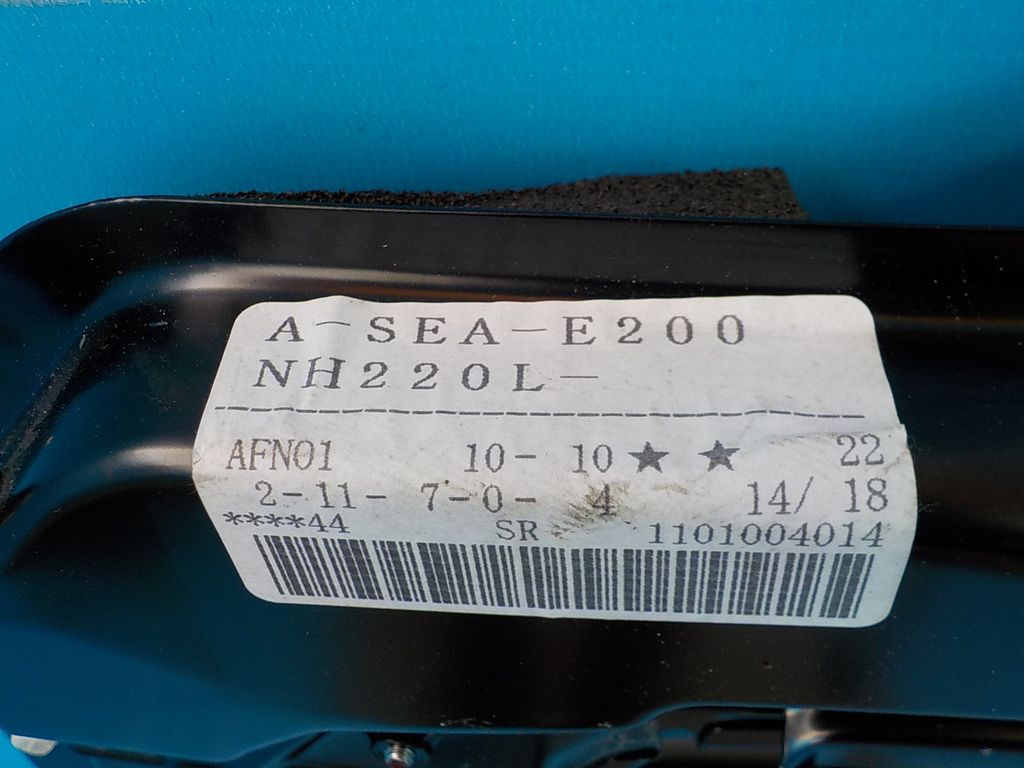 A-SEA-E200
NH220L-
AFN01 10- 10★ ★ 22
2-11- 7-0- 4 14/ 18
****44 SR 1101004014